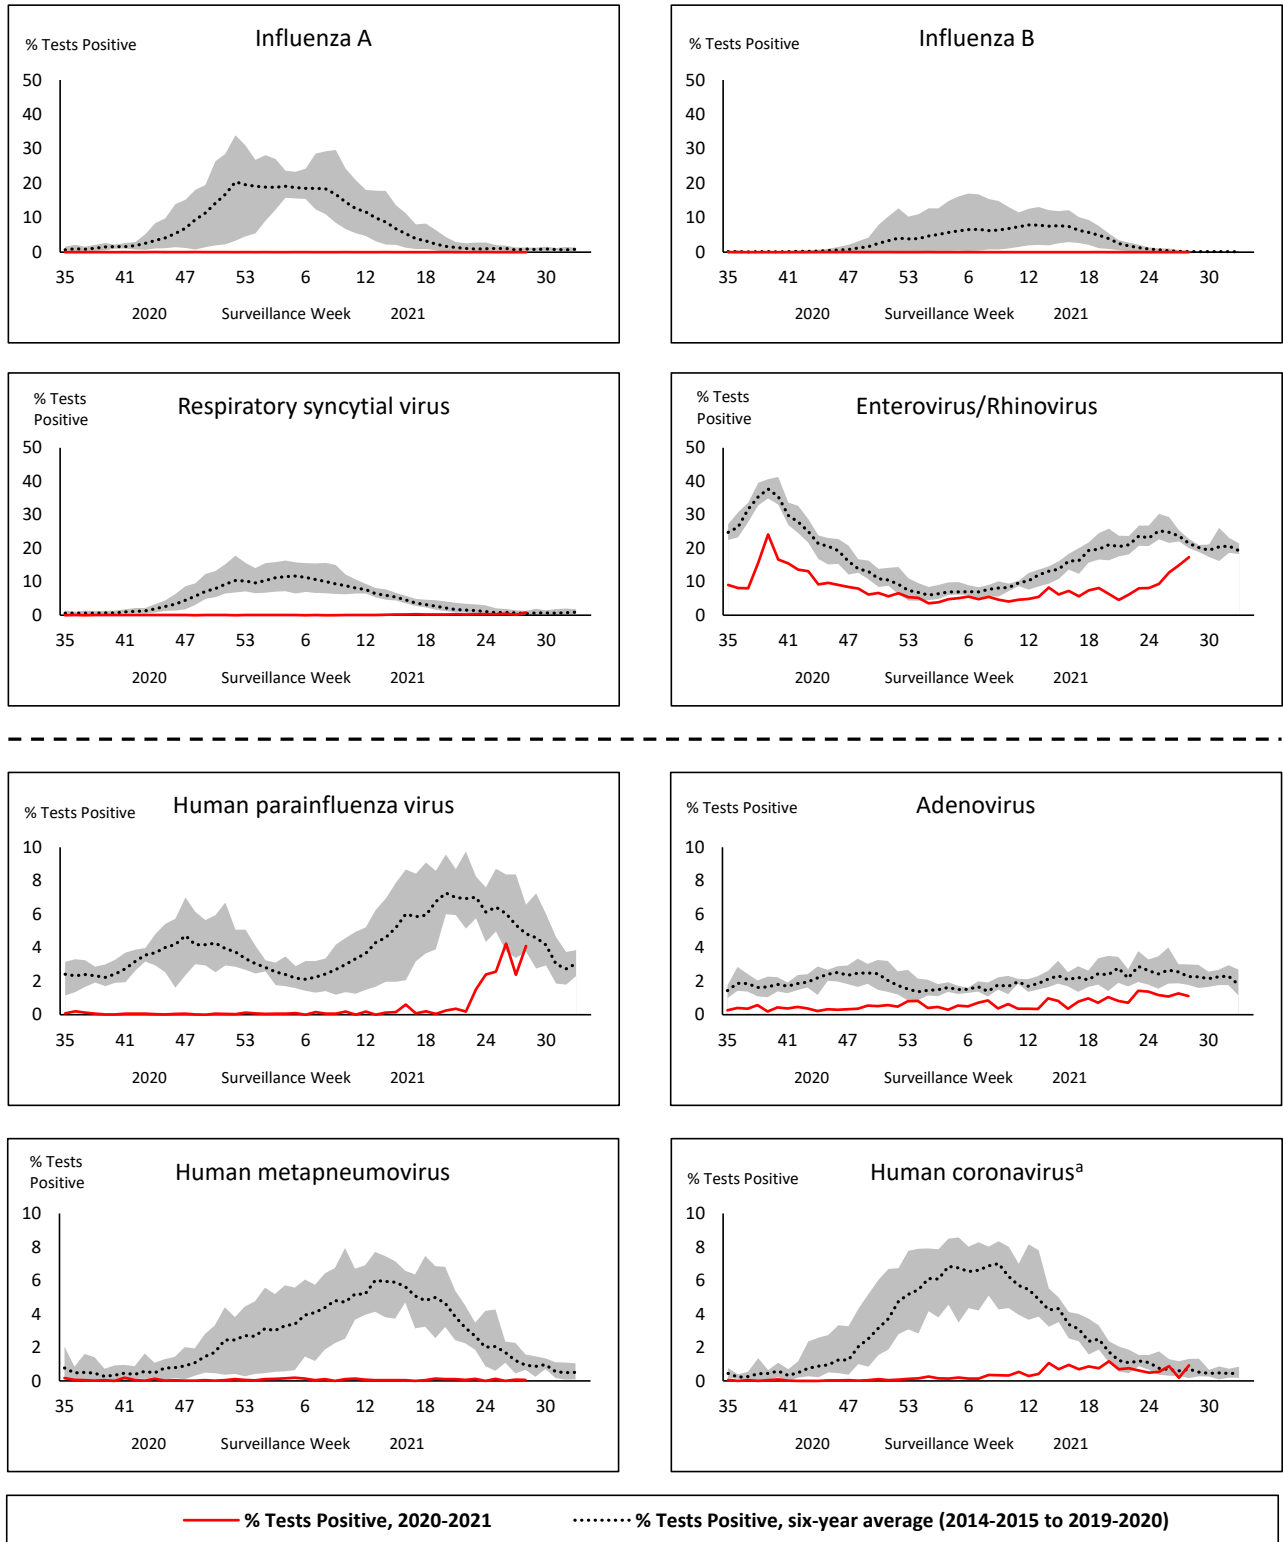 Influenza A
% Tests Positive
50
40
30
20
10
0
35 41 47 53 6 12 18 24 30
2020 Surveillance Week 2021
Influenza B
% Tests Positive
50
40
30
20
10
0
35 41 47 53 6 12 18 24 30
2020 Surveillance Week 2021
Respiratory syncytial virus
% Tests
Positive
50
40
30
20
10
0
35 41 47 53 6 12 18 24 30
2020 Surveillance Week 2021
Enterovirus/Rhinovirus
% Tests
Positive
50
40
30
20
10
0
35 41 47 53 6 12 18 24 30
2020 Surveillance Week 2021
Human parainfluenza virus
% Tests Positive
10
8
6
4
2
0
35 41 47 53 6 12 18 24 30
2020 Surveillance Week 2021
Adenovirus
% Tests Positive
10
8
6
4
2
0
35 41 47 53 6 12 18 24 30
2020 Surveillance Week 2021
Human metapneumovirus
% Tests
Positive
10
8
6
4
2
0
35 41 47 53 6 12 18 24 30
2020 Surveillance Week 2021
Human coronavirusᵃ
% Tests Positive
10
8
6
4
2
0
35 41 47 53 6 12 18 24 30
2020 Surveillance Week 2021
% Tests Positive, 2020-2021 % Tests Positive, six-year average (2014-2015 to 2019-2020)